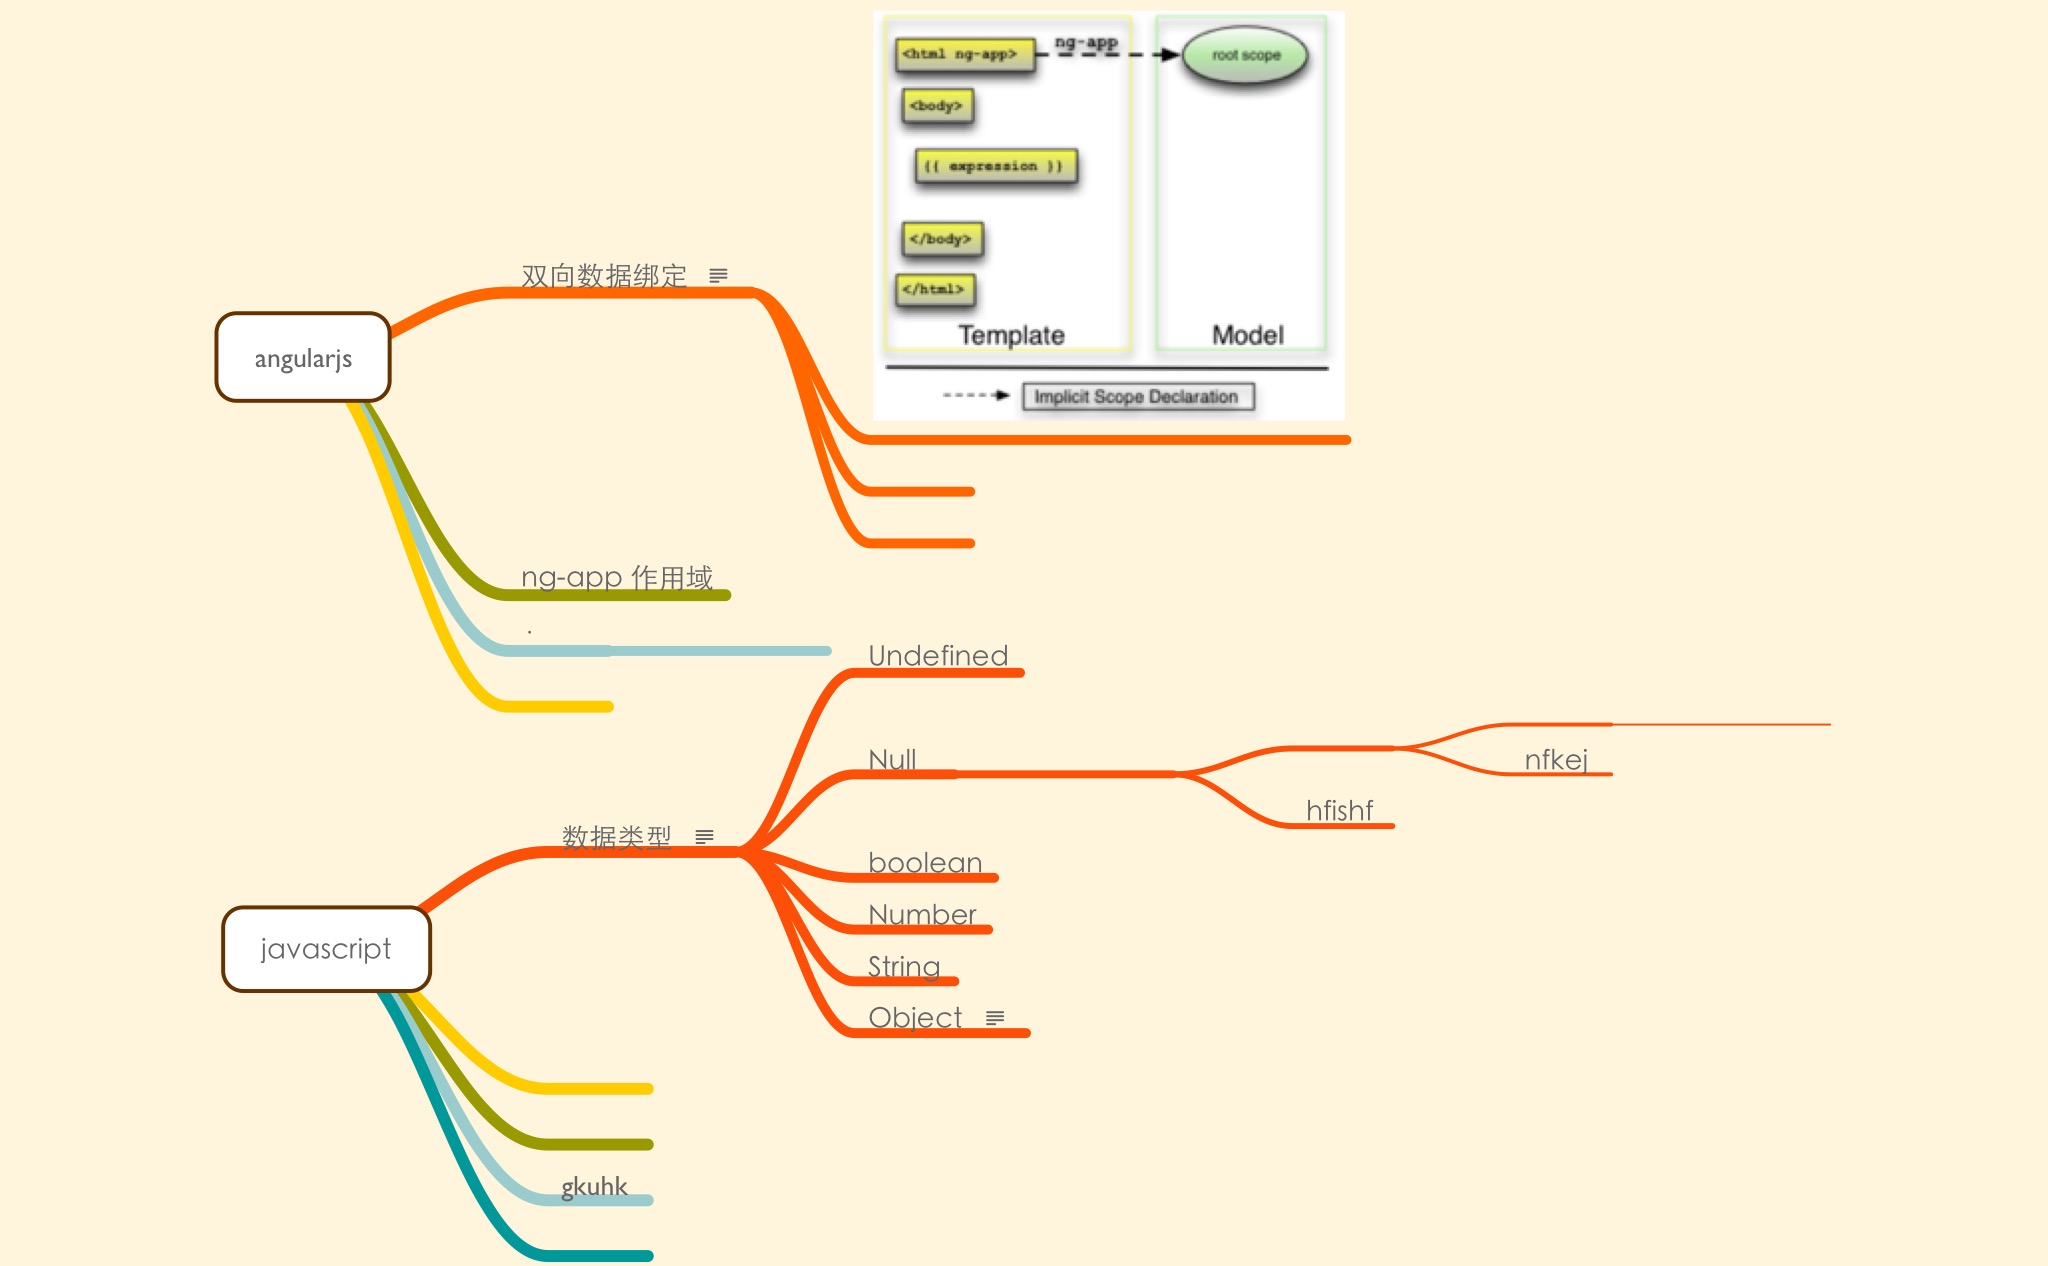 <html ng-app>
ng-app
root scope
<body>
{{ expression }}
</body>
</html>
Template
Model
Implicit Scope Declaration
双向数据绑定
angularjs
ng-app 作用域
.
Undefined
Null
nfkej
hfishf
数据类型
boolean
Number
javascript
String
Object
gkuhk